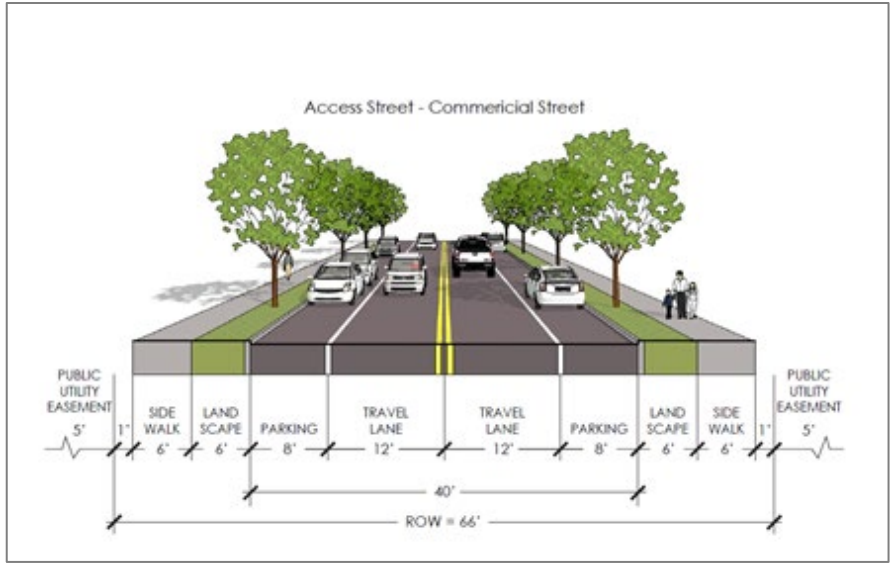 Access Street - Commericial Street
PUBLIC
UTILITY
EASEMENT
5'
1'
SIDE
WALK
6'
LAND
SCAPE
6'
PARKING
8'
TRAVEL
LANE
12'
TRAVEL
LANE
12'
PARKING
8'
LAND
SCAPE
6'
SIDE
WALK
6'
1'
PUBLIC
UTILITY
EASEMENT
5'
40'
ROW = 66'